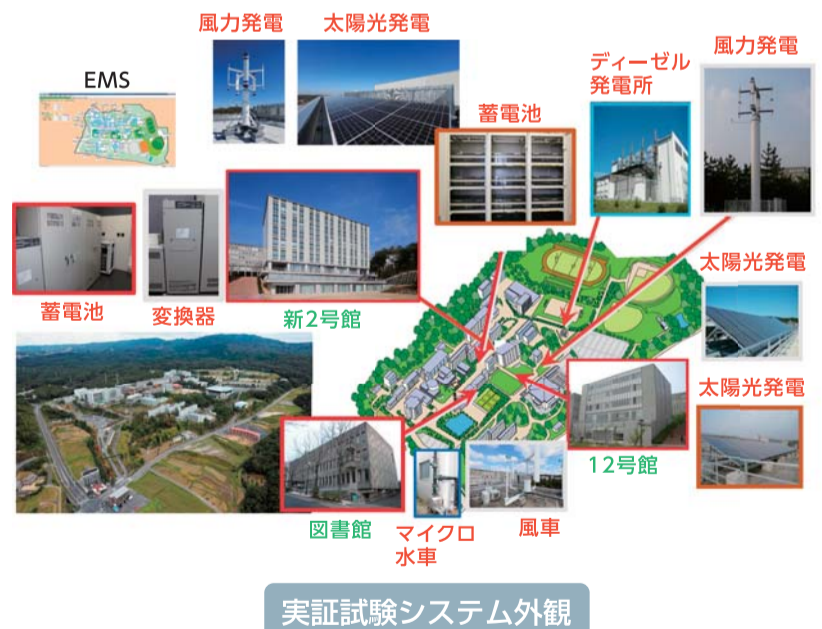 風力発電
太陽光発電
EMS
蓄電池
ディーゼル
発電所
風力発電
蓄電池
変換器
新2号館
太陽光発電
太陽光発電
12号館
図書館
マイクロ
水車
風車
実証試験システム外観